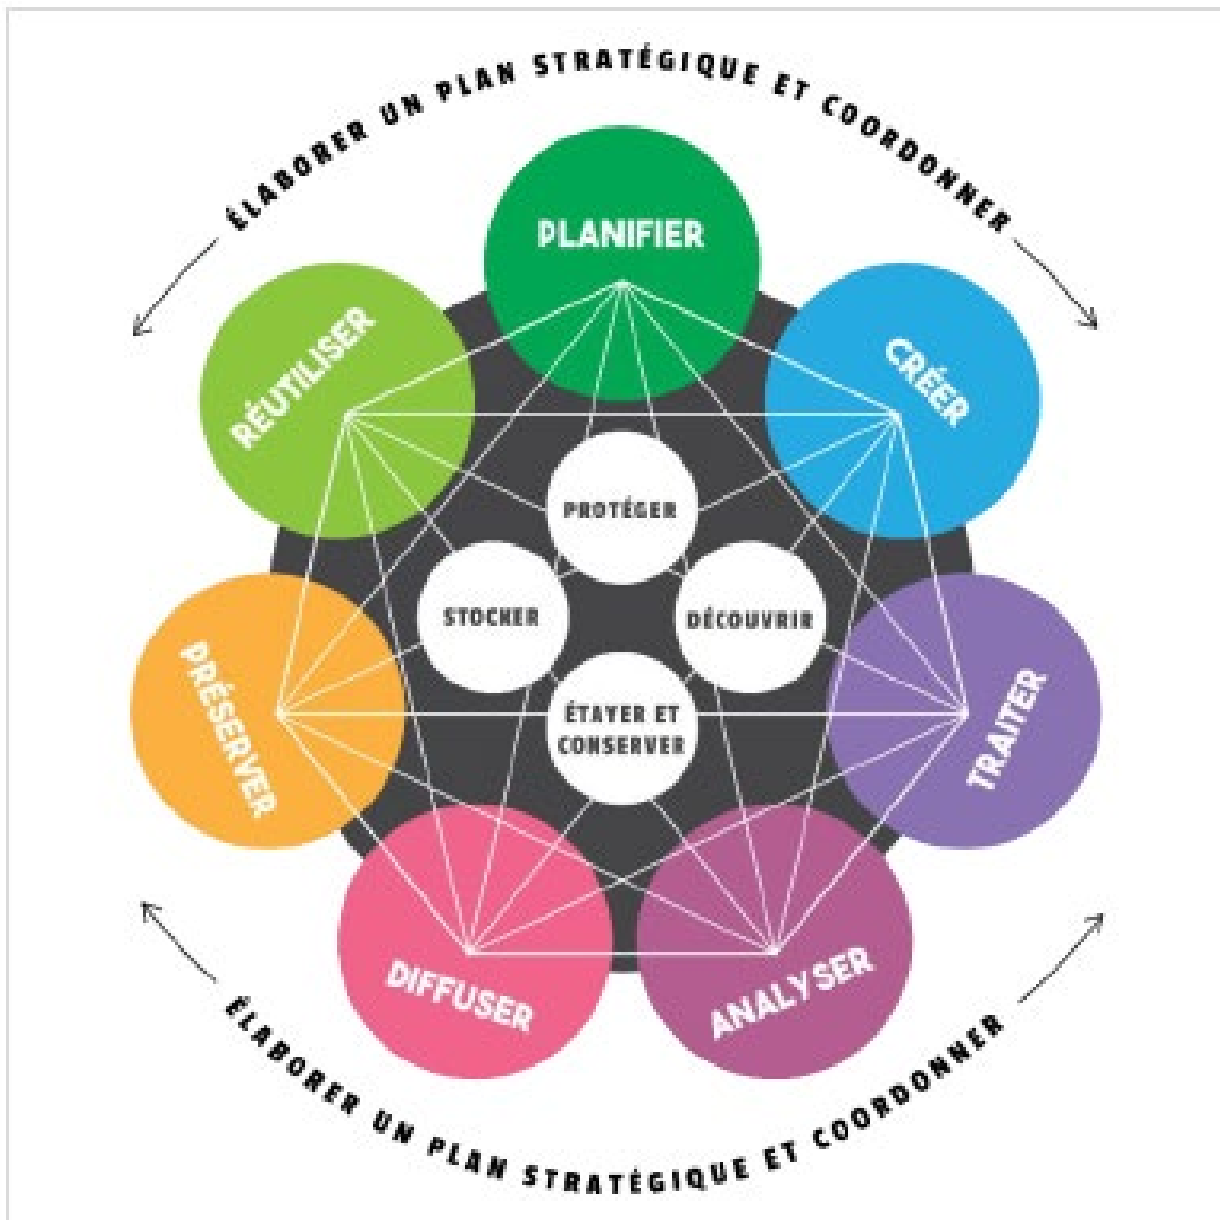 ÉLABORER UN PLAN STRATÉGIQUE ET COORDONNER
PLANIFIER
CRÉER
RÉUTILISER
PROTÉGER
STOCKER
DÉCOUVRIR
ÉTAYER ET
CONSERVER
PRÉSERVER
TRAITER
DIFFUSER
ANALYSER
ÉLABORER UN PLAN STRATÉGIQUE ET COORDONNER